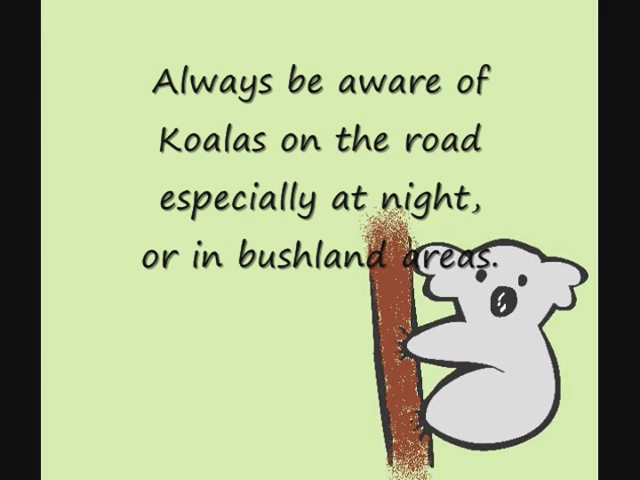 Always be aware of
Koalas on the road
especially at night,
or in bushland areas.